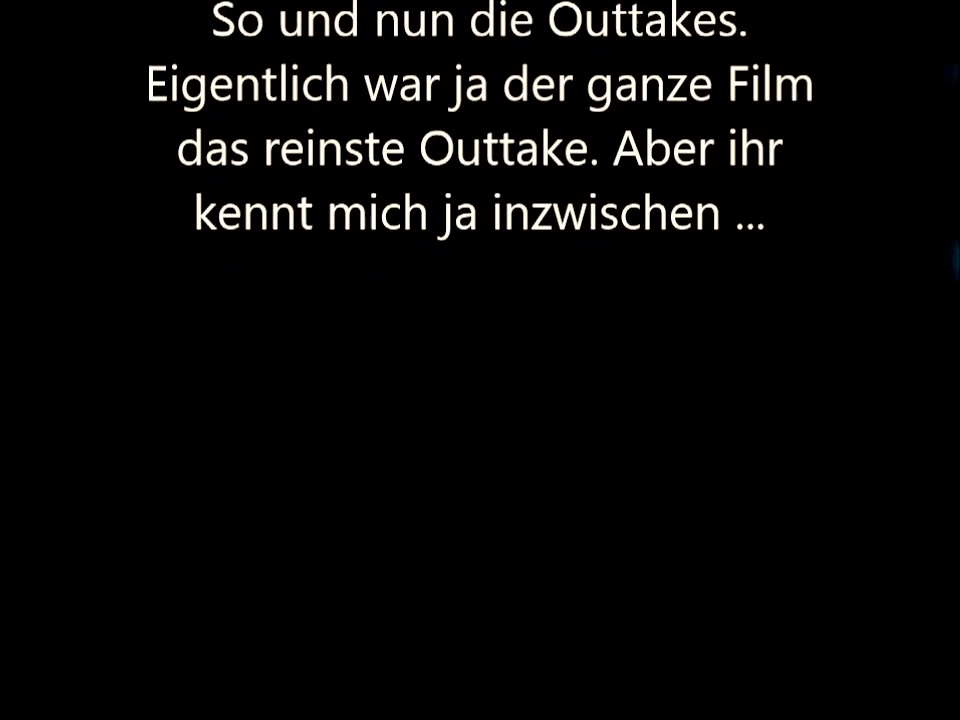 So und nun die Outtakes.
Eigentlich war ja der ganze Film
das reinste Outtake. Aber ihr
kennt mich ja inzwischen ...